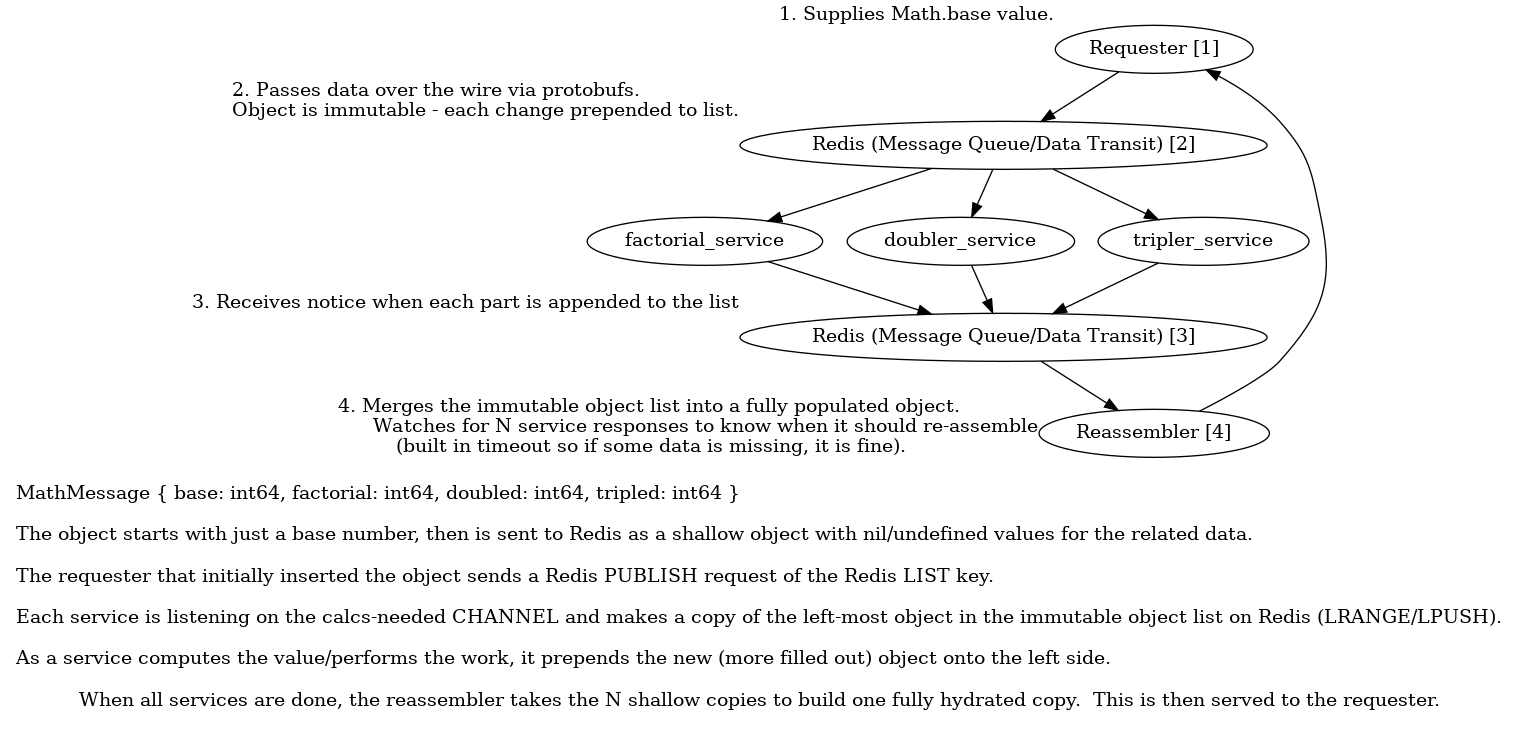 1. Supplies Math.base value.
Requester [1]
2. Passes data over the wire via protobufs.
Object is immutable - each change prepended to list.
Redis (Message Queue/Data Transit) [2]
factorial_service
doubler_service
tripler_service
3. Receives notice when each part is appended to the list
Redis (Message Queue/Data Transit) [3]
4. Merges the immutable object list into a fully populated object.
Watches for N service responses to know when it should re-assemble
(built in timeout so if some data is missing, it is fine).
Reassembler [4]
MathMessage { base: int64, factorial: int64, doubled: int64, tripled: int64 }
The object starts with just a base number, then is sent to Redis as a shallow object with nil/undefined values for the related data.
The requester that initially inserted the object sends a Redis PUBLISH request of the Redis LIST key.
Each service is listening on the calcs-needed CHANNEL and makes a copy of the left-most object in the immutable object list on Redis (LRANGE/LPUSH).
As a service computes the value/performs the work, it prepends the new (more filled out) object onto the left side.
When all services are done, the reassembler takes the N shallow copies to build one fully hydrated copy.  This is then served to the requester.